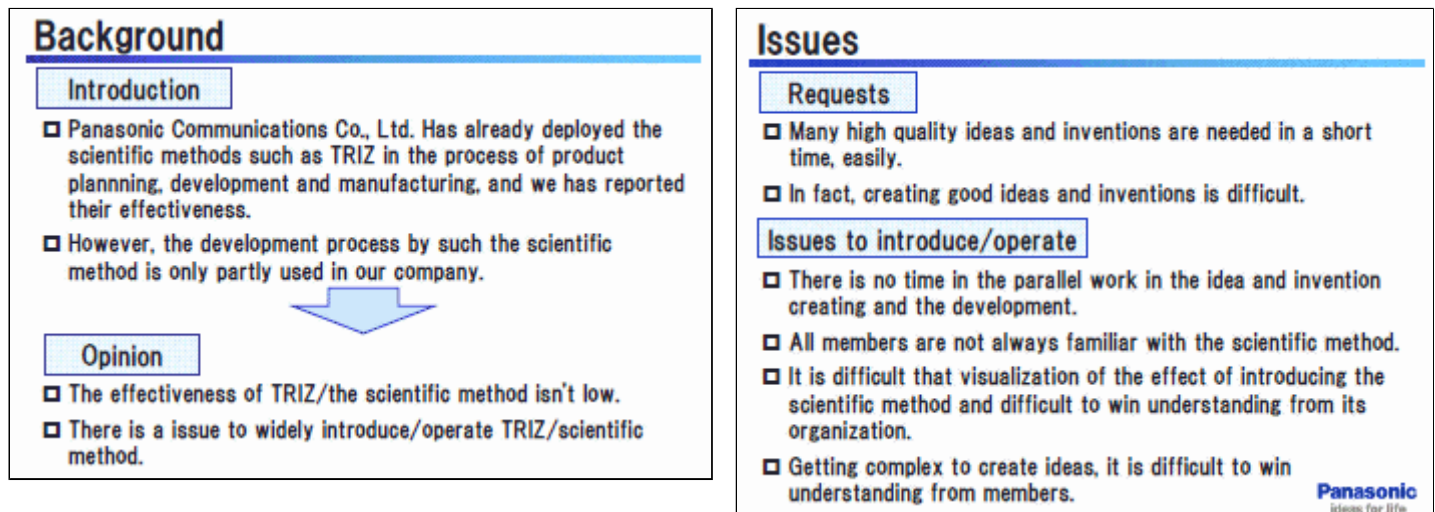 Background
Introduction
Panasonic Communications Co., Ltd. Has already deployed the
scientific methods such as TRIZ in the process of product
plannning, development and manufacturing, and we has reported
their effectiveness.
However, the development process by such the scientific
method is only partly used in our company.
Opinion
The effectiveness of TRIZ/the scientific method isn't low.
There is a issue to widely introduce/operate TRIZ/scientific
method.
Issues
Requests
Many high quality ideas and inventions are needed in a short
time, easily.
In fact, creating good ideas and inventions is difficult.
Issues to introduce/operate
There is no time in the parallel work in the idea and invention
creating and the development.
All members are not always familiar with the scientific method.
It is difficult that visualization of the effect of introducing the
scientific method and difficult to win understanding from its
organization.
Getting complex to create ideas, it is difficult to win
understanding from members.
Panasonic
ideas for life